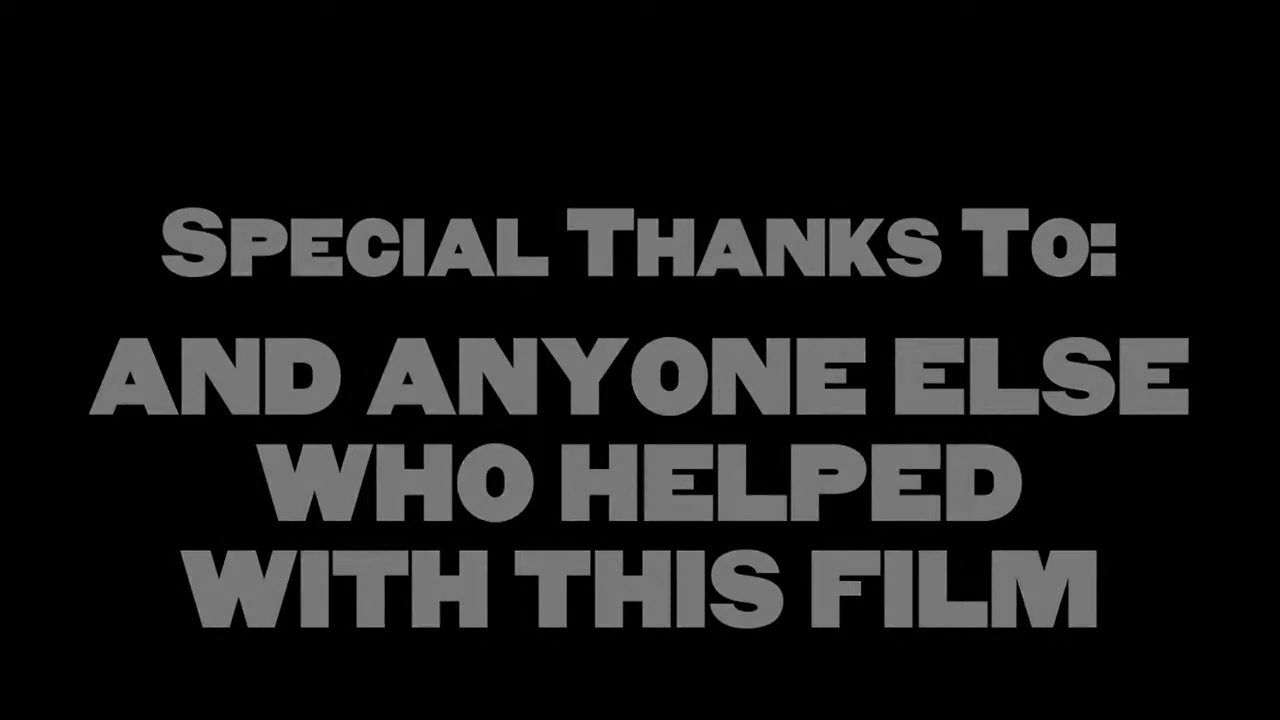 Special Thanks To:
AND ANYONE ELSE
WHO HELPED
WITH THIS FILM